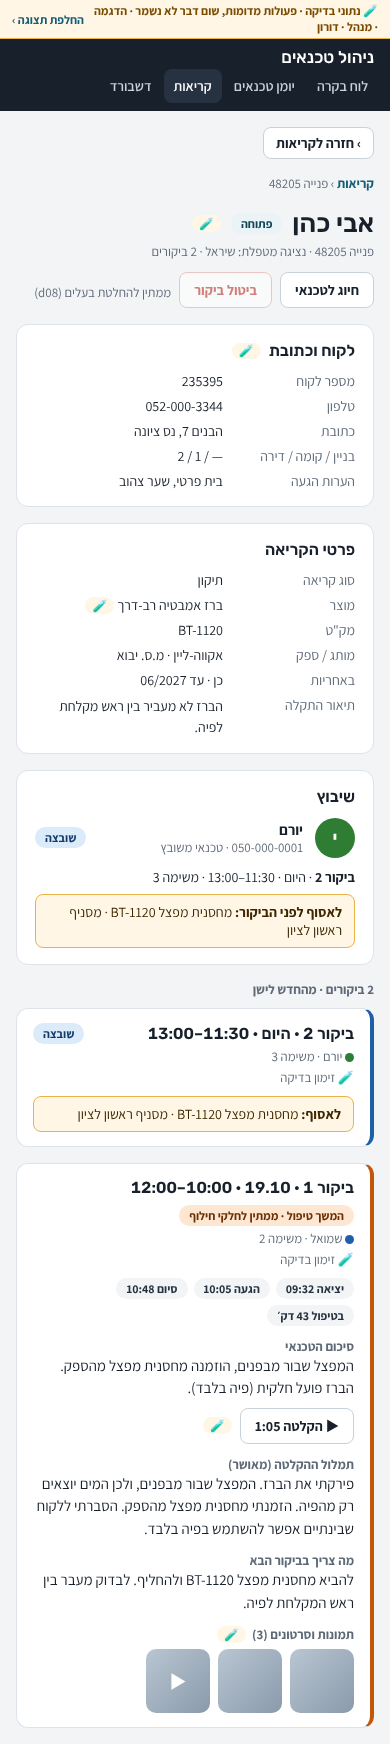 🧪 נתוני בדיקה · פעולות מדומות, שום דבר לא נשמר · הדגמה
· מנהל · דורון
החלפת תצוגה ›
ניהול טכנאים
לוח בקרה
יומן טכנאים
קריאות
דשבורד
› חזרה לקריאות
קריאות › פנייה 48205
אבי כהן
פתוחה
🧪
פנייה 48205 · נציגה מטפלת: שיראל · 2 ביקורים
חיוג לטכנאי
ביטול ביקור
ממתין להחלטת בעלים (d08)
לקוח וכתובת 🧪
מספר לקוח 235395
טלפון 052-000-3344
כתובת הבנים 7, נס ציונה
בניין / קומה / דירה — / 1 / 2
הערות הגעה בית פרטי, שער צהוב
פרטי הקריאה
סוג קריאה תיקון
מוצר ברז אמבטיה רב-דרך 🧪
מק"ט BT-1120
מותג / ספק אקווה-ליין · מ.ס. יבוא
באחריות כן · עד 06/2027
תיאור התקלה הברז לא מעביר בין ראש מקלחת
לפיה.
שיבוץ
י
יורם
050-000-0001 · טכנאי משובץ
שובצה
ביקור 2 · היום · 11:30–13:00 · משימה 3
לאסוף לפני הביקור: מחסנית מפצל BT-1120 · מסניף
ראשון לציון
2 ביקורים · מהחדש לישן
ביקור 2 • היום • 11:30–13:00
שובצה
יורם · משימה 3
🧪 זימון בדיקה
לאסוף: מחסנית מפצל BT-1120 · מסניף ראשון לציון
ביקור 1 • 19.10 • 10:00–12:00
המשך טיפול · ממתין לחלקי חילוף
שמואל · משימה 2
🧪 זימון בדיקה
יציאה 09:32
הגעה 10:05
סיום 10:48
בטיפול 43 דק׳
סיכום הטכנאי
המפצל שבור מבפנים, הוזמנה מחסנית מפצל מהספק.
הברז פועל חלקית (פיה בלבד).
▶ הקלטה 1:05
🧪
תמלול ההקלטה (מאושר)
פירקתי את הברז. המפצל שבור מבפנים, ולכן המים יוצאים
רק מהפיה. הזמנתי מחסנית מפצל מהספק. הסברתי ללקוח
שבינתיים אפשר להשתמש בפיה בלבד.
מה צריך בביקור הבא
להביא מחסנית מפצל BT-1120 ולהחליף. לבדוק מעבר בין
ראש המקלחת לפיה.
תמונות וסרטונים (3) 🧪